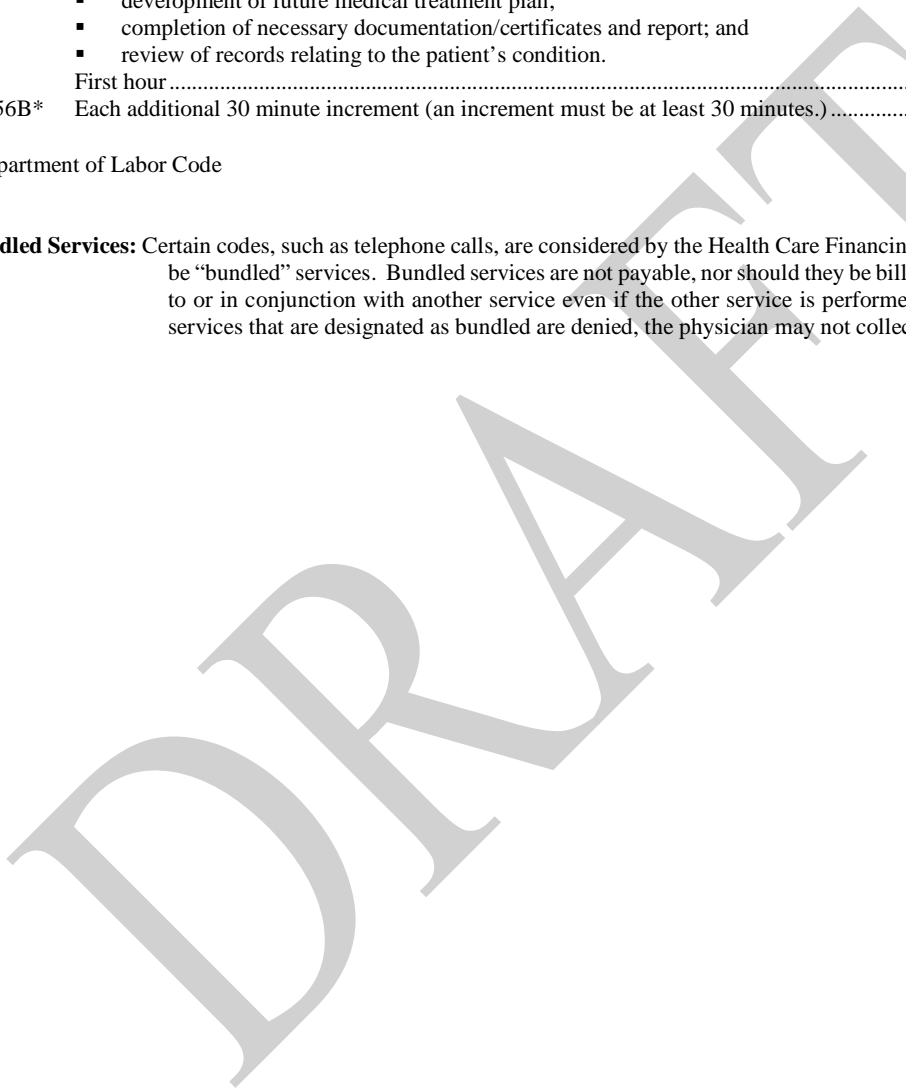 ▪ development of future medical treatment plan;
▪ completion of necessary documentation/certificates and report; and
▪ review of records relating to the patient’s condition.
First hour ....................................................................................................................................
56B* Each additional 30 minute increment (an increment must be at least 30 minutes.) ..............
partment of Labor Code
dled Services: Certain codes, such as telephone calls, are considered by the Health Care Financin
be “bundled” services. Bundled services are not payable, nor should they be bill
to or in conjunction with another service even if the other service is performe
services that are designated as bundled are denied, the physician may not collec
DRAFT